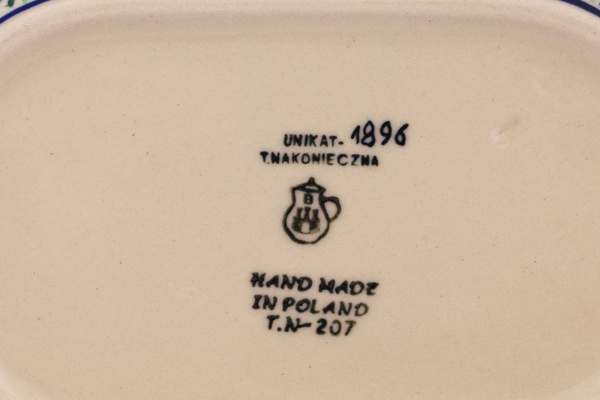 UNIKAT- 1896
T.NAKONIECZNA
B
HAND MADE
IN POLAND
T.N-207